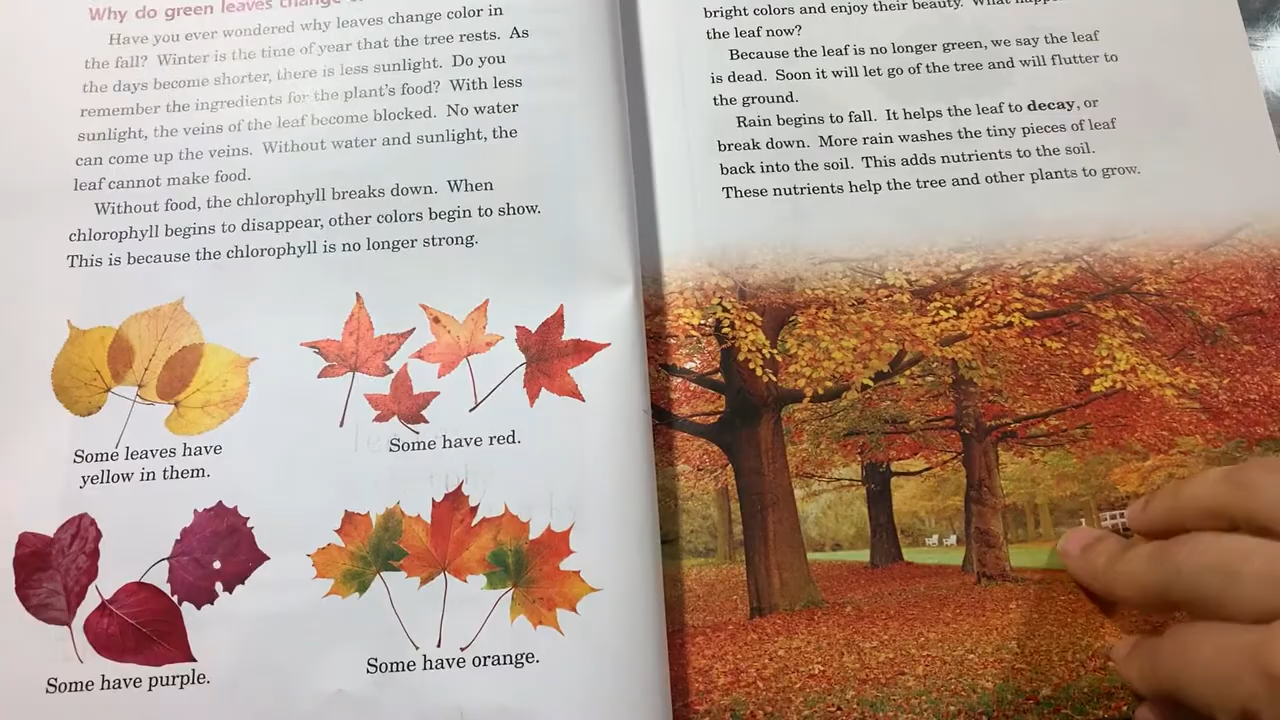 Why do green leaves change
Have you ever wondered why leaves change color in
the fall? Winter is the time of year that the tree rests. As
the days become shorter, there is less sunlight. Do you
remember the ingredients for the plant's food? With less
sunlight, the veins of the leaf become blocked. No water
can come up the veins. Without water and sunlight, the
leaf cannot make food.
Without food, the chlorophyll breaks down. When
chlorophyll begins to disappear, other colors begin to show.
This is because the chlorophyll is no longer strong.
Some leaves have
yellow in them.
Some have red.
Some have purple.
Some have orange.
bright colors and enjoy their beauty. What
the leaf now?
Because the leaf is no longer green, we say the leaf
is dead. Soon it will let go of the tree and will flutter to
the ground.
Rain begins to fall. It helps the leaf to decay, or
break down. More rain washes the tiny pieces of leaf
back into the soil. This adds nutrients to the soil.
These nutrients help the tree and other plants to grow.